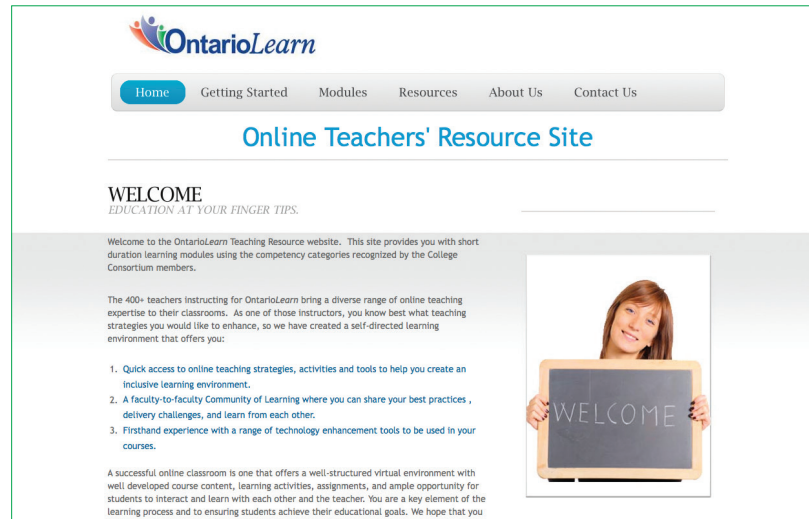 OntarioLearn
Home Getting Started Modules Resources About Us Contact Us
Online Teachers' Resource Site
WELCOME
EDUCATION AT YOUR FINGER TIPS.
Welcome to the OntarioLearn Teaching Resource website. This site provides you with short
duration learning modules using the competency categories recognized by the College
Consortium members.
The 400+ teachers instructing for OntarioLearn bring a diverse range of online teaching
expertise to their classrooms. As one of those instructors, you know best what teaching
strategies you would like to enhance, so we have created a self-directed learning
environment that offers you:
1. Quick access to online teaching strategies, activities and tools to help you create an
inclusive learning environment.
2. A faculty-to-faculty Community of Learning where you can share your best practices ,
delivery challenges, and learn from each other.
3. Firsthand experience with a range of technology enhancement tools to be used in your
courses.
A successful online classroom is one that offers a well-structured virtual environment with
well developed course content, learning activities, assignments, and ample opportunity for
students to interact and learn with each other and the teacher. You are a key element of the
learning process and to ensuring students achieve their educational goals. We hope that you
WELCOME